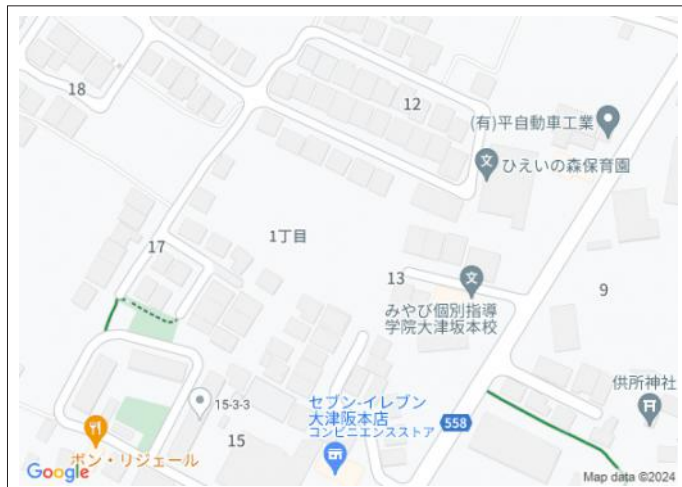 18
12
(有)平自動車工業
ひえいの森保育園
17
1丁目
13
9
みやび個別指導
学院大津坂本校
供所神社
セブン-イレブン
大津阪本店
コンビニエンスストア
15-3-3
558
15
ボン・リジェール
Google
Map data ©2024